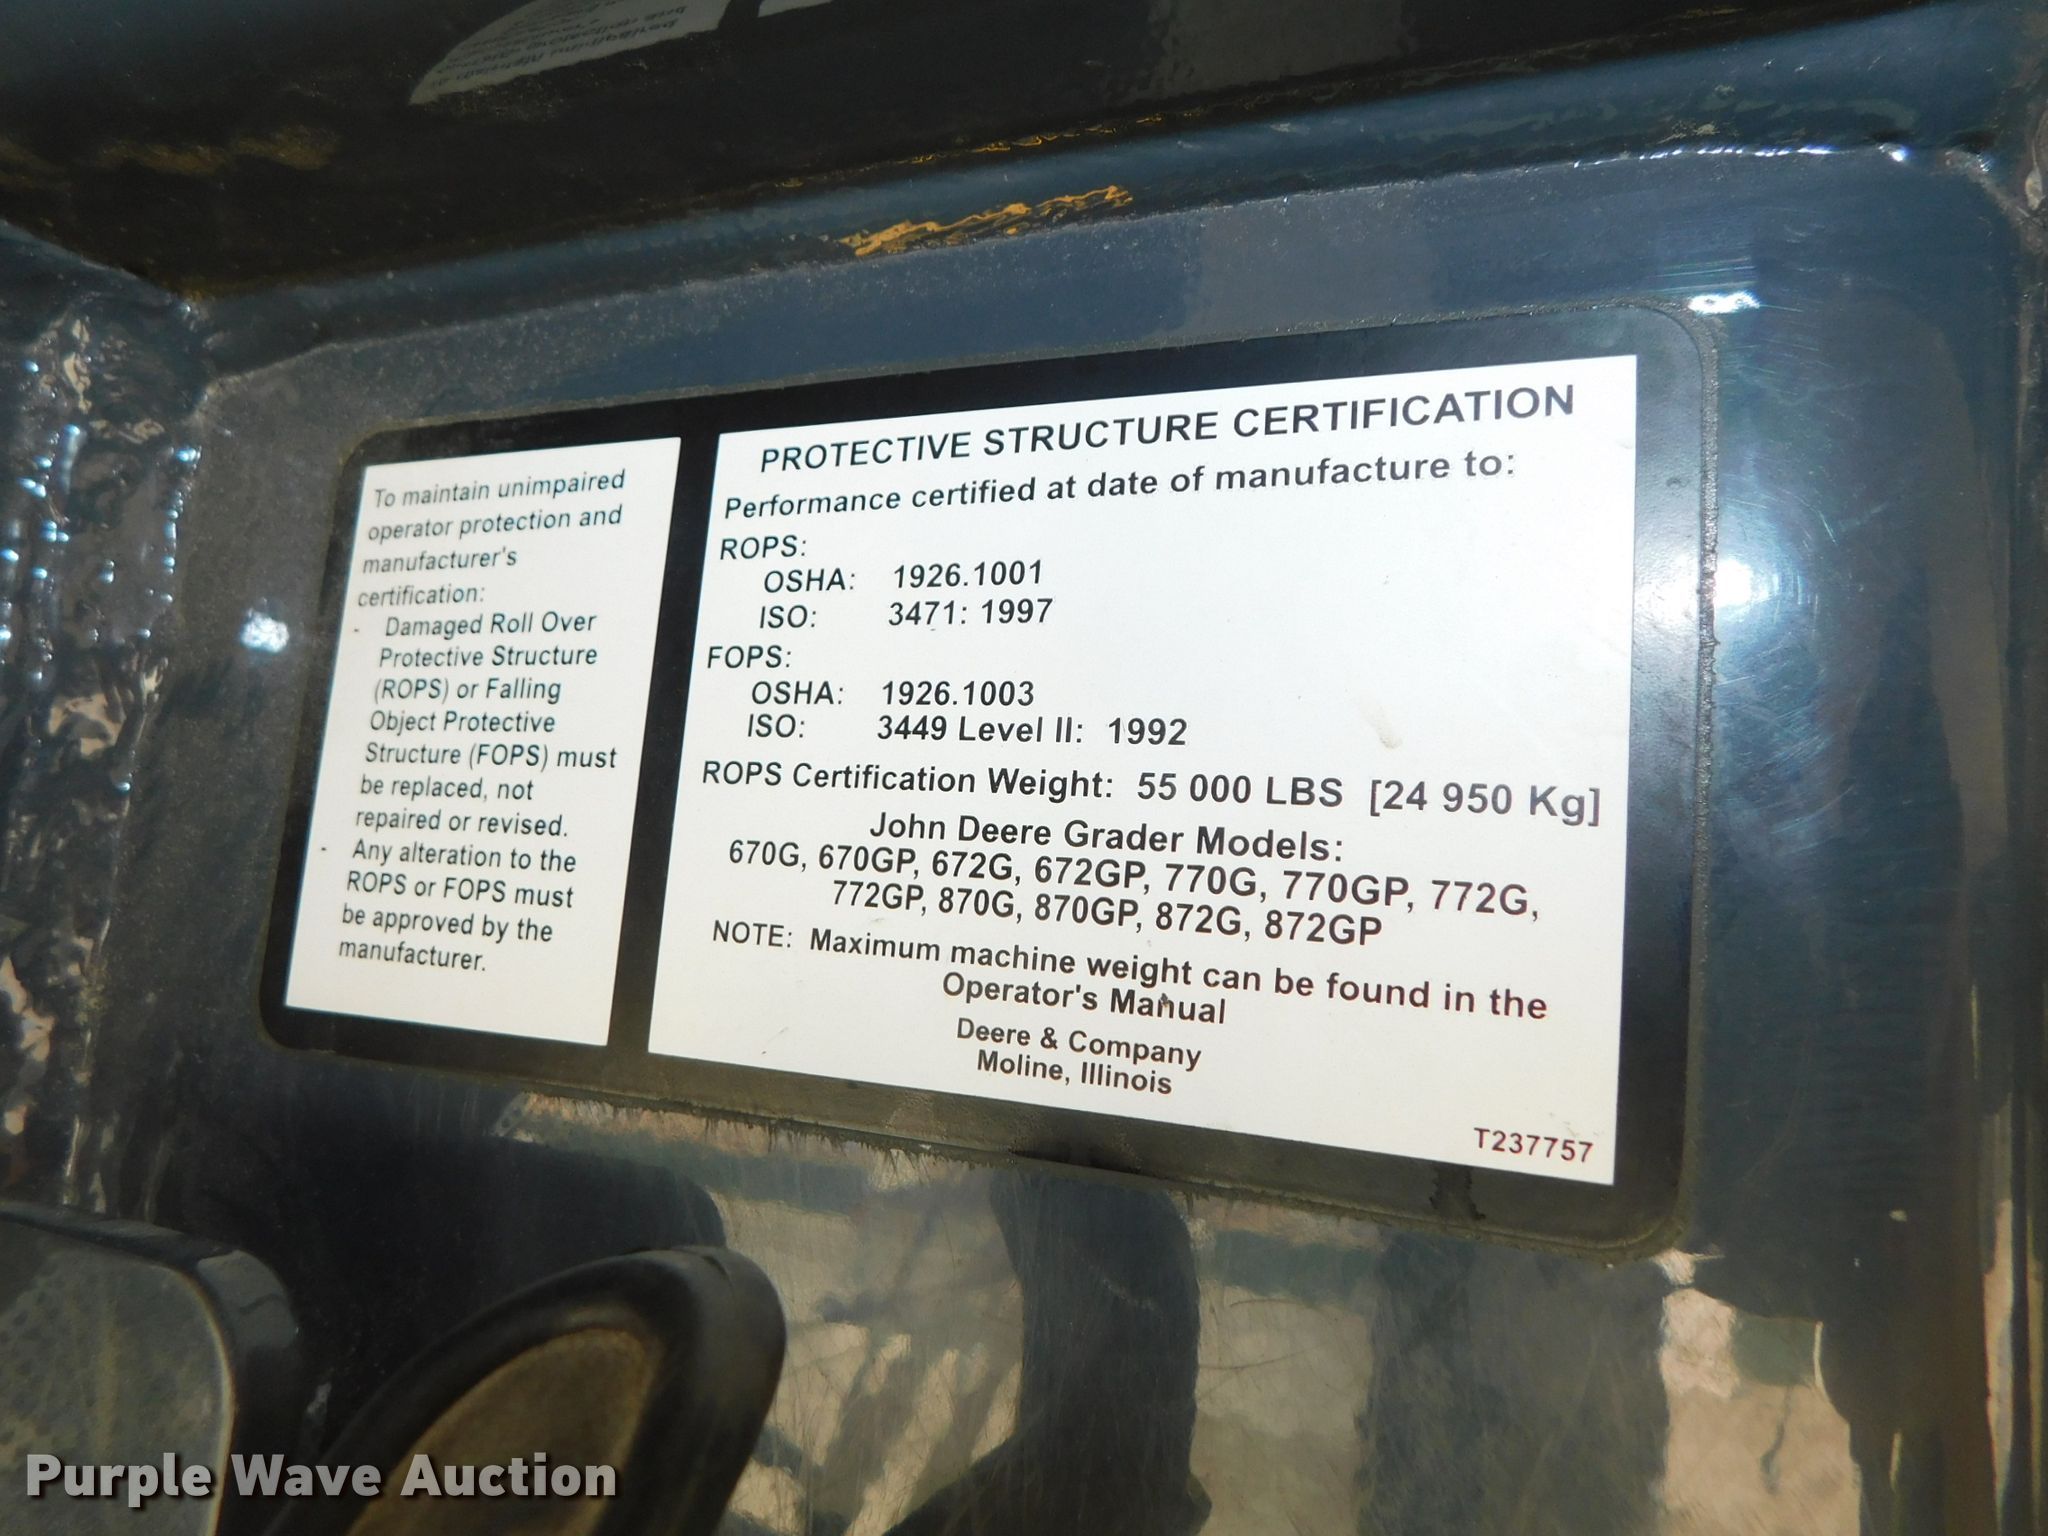 To maintain unimpaired
operator protection and
manufacturer's
certification:
- Damaged Roll Over
Protective Structure
(ROPS) or Falling
Object Protective
Structure (FOPS) must
be replaced, not
repaired or revised.
- Any alteration to the
ROPS or FOPS must
be approved by the
manufacturer.
PROTECTIVE STRUCTURE CERTIFICATION
Performance certified at date of manufacture to:
ROPS:
OSHA: 1926.1001
ISO: 3471: 1997
FOPS:
OSHA: 1926.1003
ISO: 3449 Level II: 1992
ROPS Certification Weight: 55 000 LBS [24 950 Kg]
John Deere Grader Models:
670G, 670GP, 672G, 672GP, 770G, 770GP, 772G,
772GP, 870G, 870GP, 872G, 872GP
NOTE: Maximum machine weight can be found in the
Operator's Manual
Deere & Company
Moline, Illinois
T237757
Purple Wave Auction